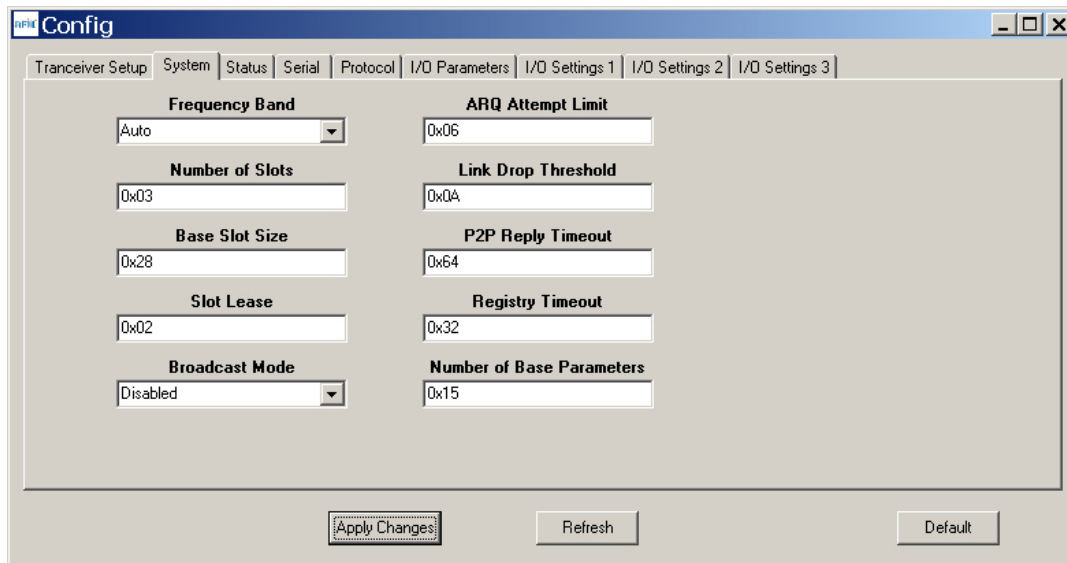 RFM Config
Tranceiver Setup System Status Serial Protocol I/O Parameters I/O Settings 1 I/O Settings 2 I/O Settings 3
Frequency Band
Auto
Number of Slots
0x03
Base Slot Size
0x28
Slot Lease
0x02
Broadcast Mode
Disabled
ARQ Attempt Limit
0x06
Link Drop Threshold
0x0A
P2P Reply Timeout
0x64
Registry Timeout
0x32
Number of Base Parameters
0x15
Apply Changes Refresh Default